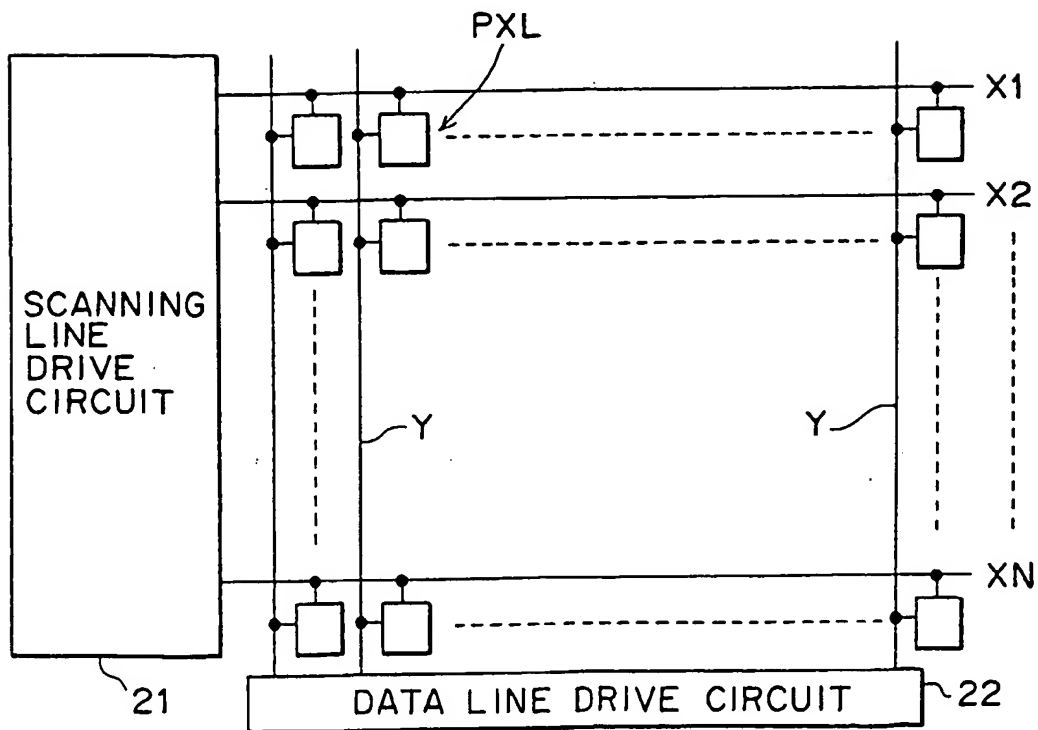 PXL
X1
X2
SCANNING
LINE
DRIVE
CIRCUIT
Y
Y
XN
21
DATA LINE DRIVE CIRCUIT
22